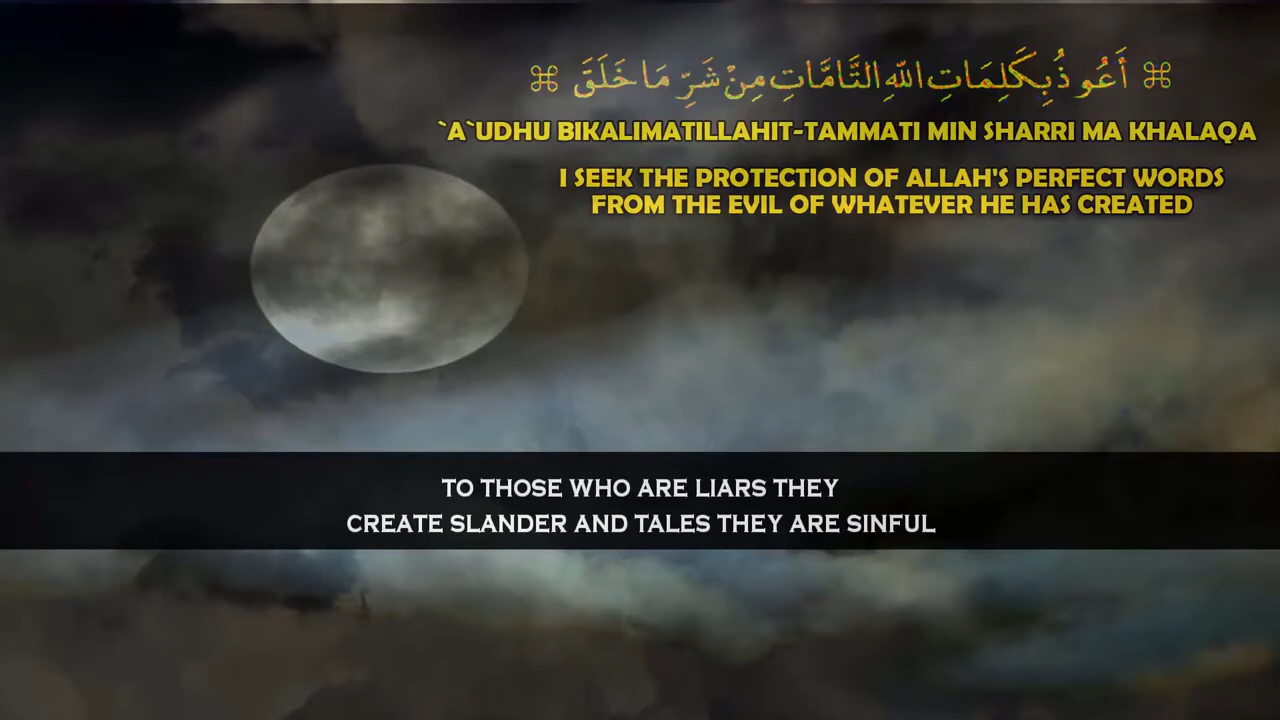 ⌘ أَعُوذُ بِكَلِمَاتِ اللّهِ التَّامَّاتِ مِنْ شَرِّ مَا خَلَقَ ⌘
`A`UDHU BIKALIMATILLAHIT-TAMMATI MIN SHARRI MA KHALAQA
I SEEK THE PROTECTION OF ALLAH'S PERFECT WORDS
FROM THE EVIL OF WHATEVER HE HAS CREATED
TO THOSE WHO ARE LIARS THEY
CREATE SLANDER AND TALES THEY ARE SINFUL